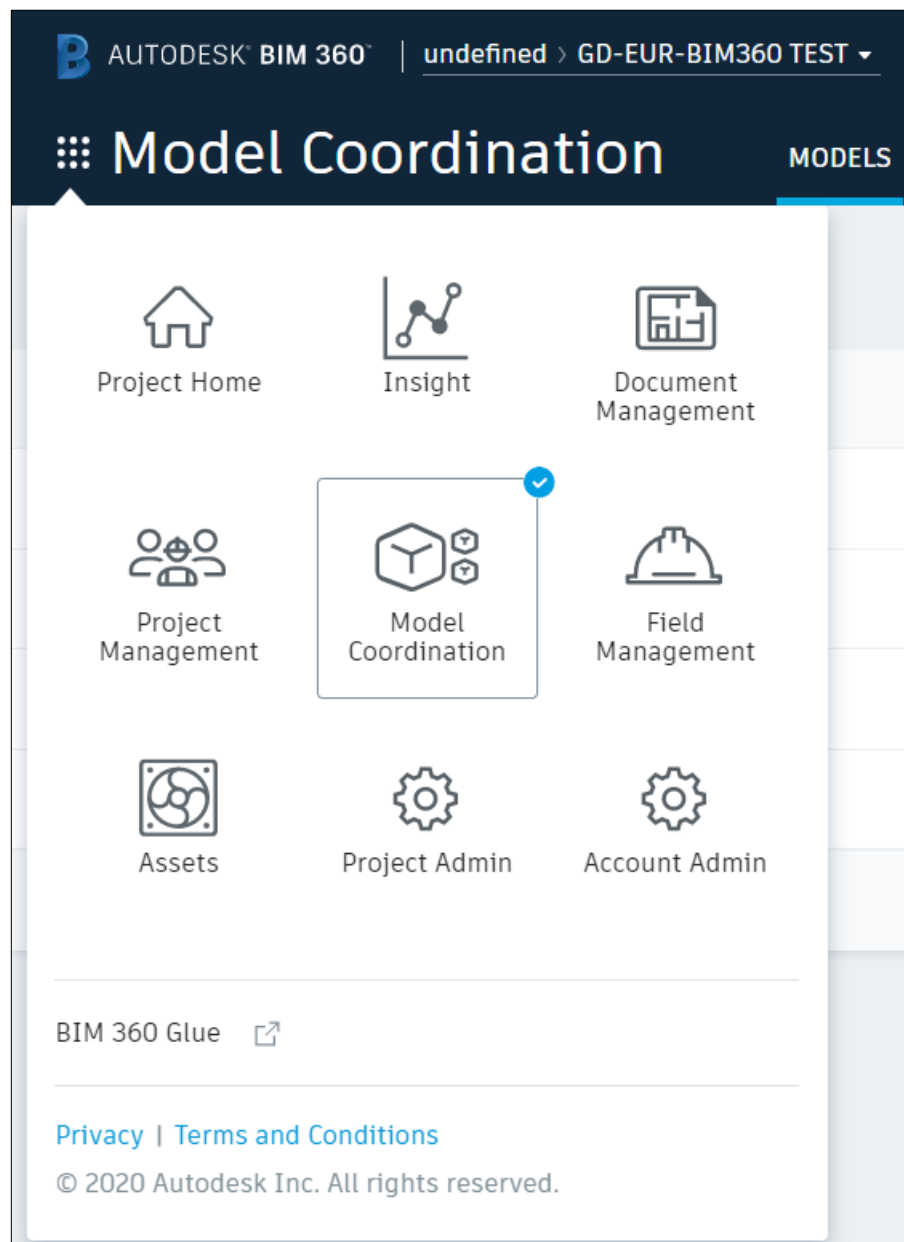 AUTODESK® BIM 360™ | undefined > GD-EUR-BIM360 TEST
Model Coordination MODELS
Project Home
Insight
Document
Management
Project
Management
Model
Coordination
Field
Management
Assets
Project Admin
Account Admin
BIM 360 Glue
Privacy | Terms and Conditions
© 2020 Autodesk Inc. All rights reserved.